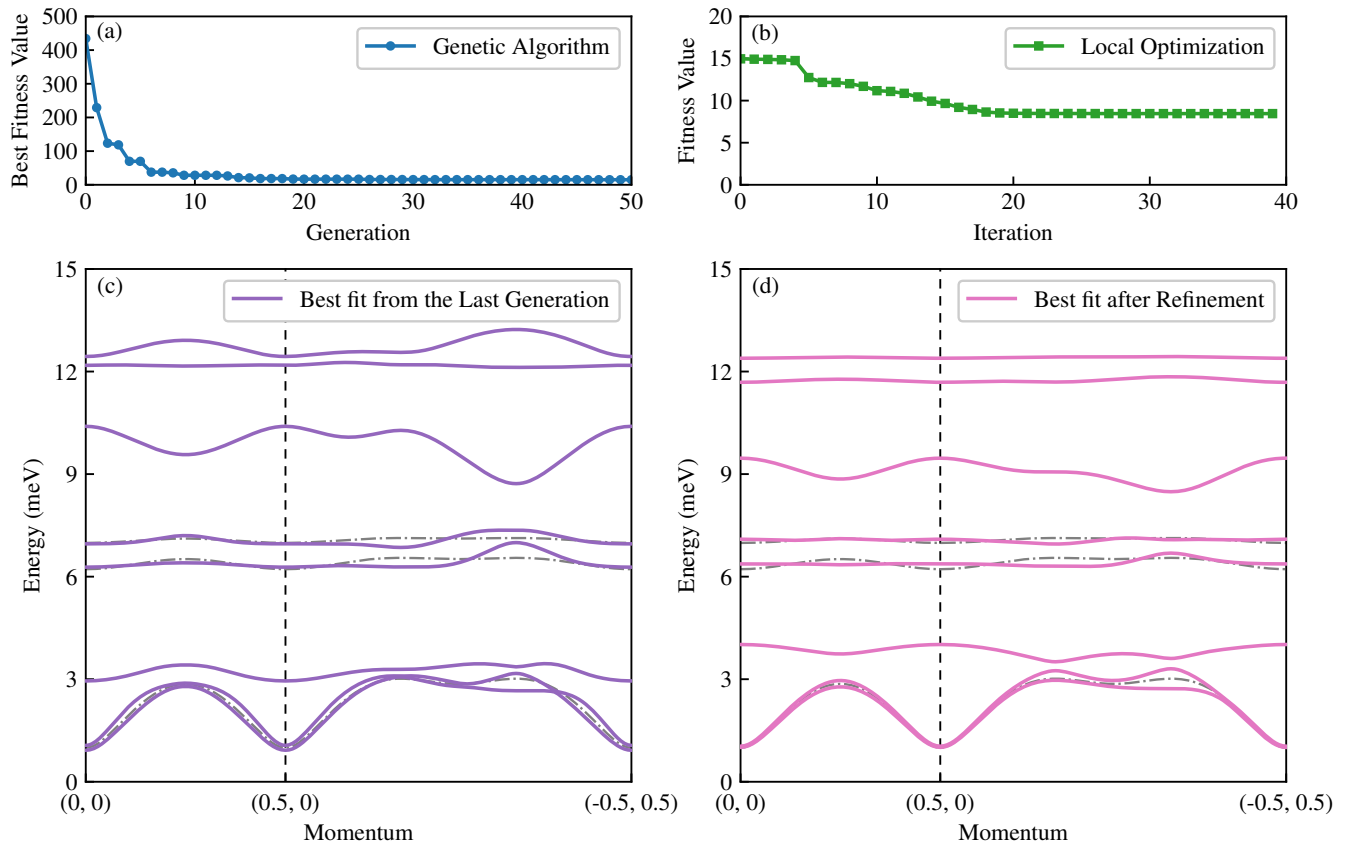 (a)
Genetic Algorithm
Best Fitness Value
500
400
300
200
100
0
0 10 20 30 40 50
Generation
(b)
Local Optimization
Fitness Value
20
15
10
5
0
0 10 20 30 40
Iteration
(c)
Best fit from the Last Generation
Energy (meV)
15
12
9
6
3
0
(0, 0) (0.5, 0) (-0.5, 0.5)
Momentum
(d)
Best fit after Refinement
Energy (meV)
15
12
9
6
3
0
(0, 0) (0.5, 0) (-0.5, 0.5)
Momentum